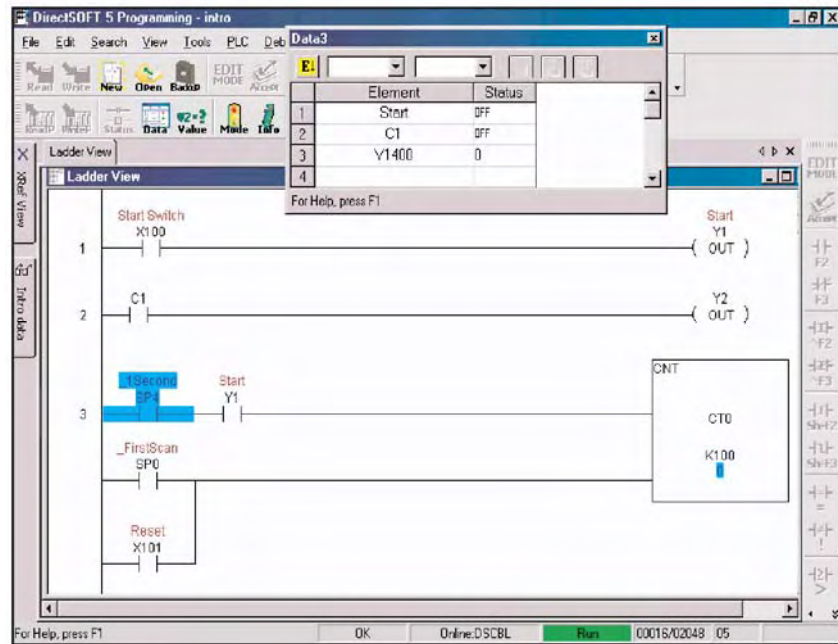 DirectSOFT 5 Programming - intro
File Edit Search View Tools PLC Deb
Read Write New Open Backup EDIT MODE Accept
Status Data Value Mode Info
Data3
Element Status
1 Start OFF
2 C1 OFF
3 V1400 0
4
For Help, press F1
XRef View
Intro data
Ladder View
Ladder View
Start Switch
X100
Start
Y1
1
OUT
C1
Y2
2
OUT
_1Second
SP4
Start
Y1
3
CNT
CT0
K100
0
_FirstScan
SP0
Reset
X101
EDIT
MODE
Accept
F2
F3
^F2
^F3
Shf+F2
Shf+F3
=
!
>
For Help, press F1 OK Online:DSCBL Run 00016/02048 05